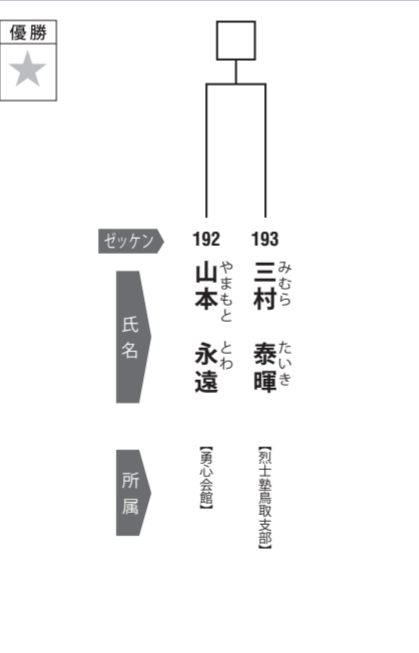 優勝
ゼッケン
192
193
氏名
山本 永遠
やまもと とわ
三村 泰暉
みむら たいき
所属
【勇心会館】
【烈士塾鳥取支部】